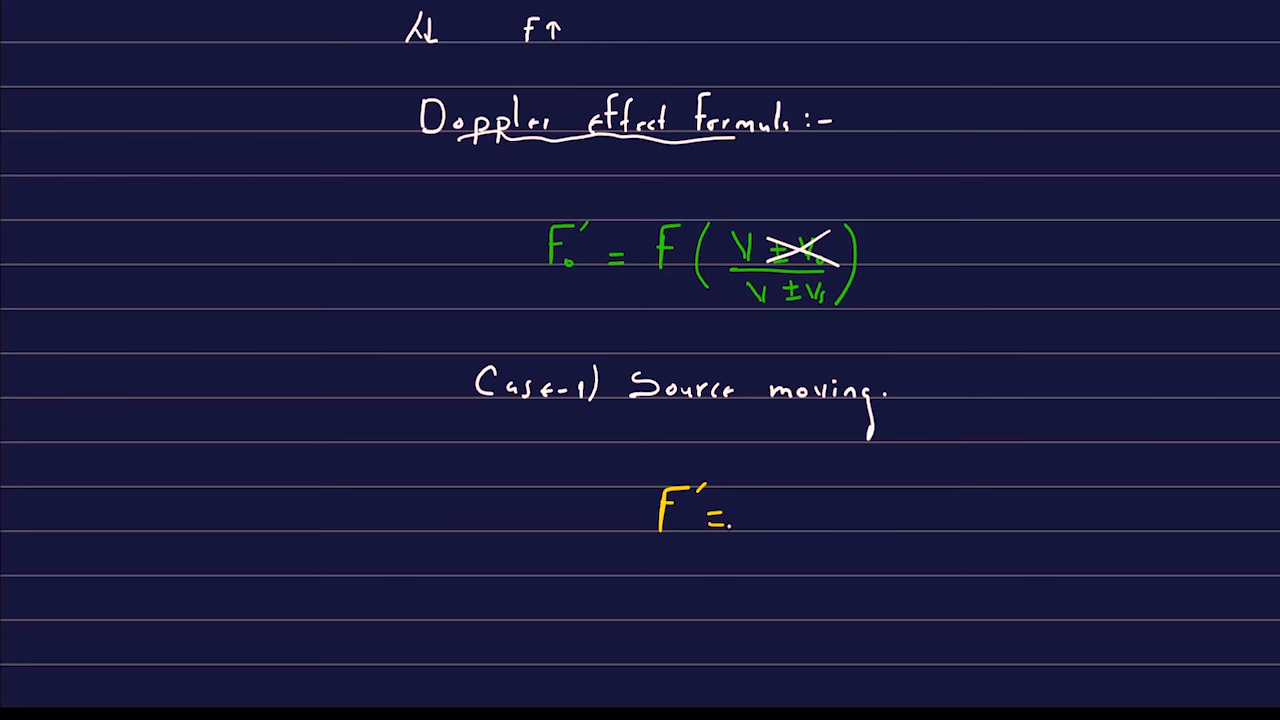 λ↓ F↑
Doppler effect Formula :-
F₀' = F ( V ± V₀ / V ± Vs )
Case-1) Source moving.
F' =.